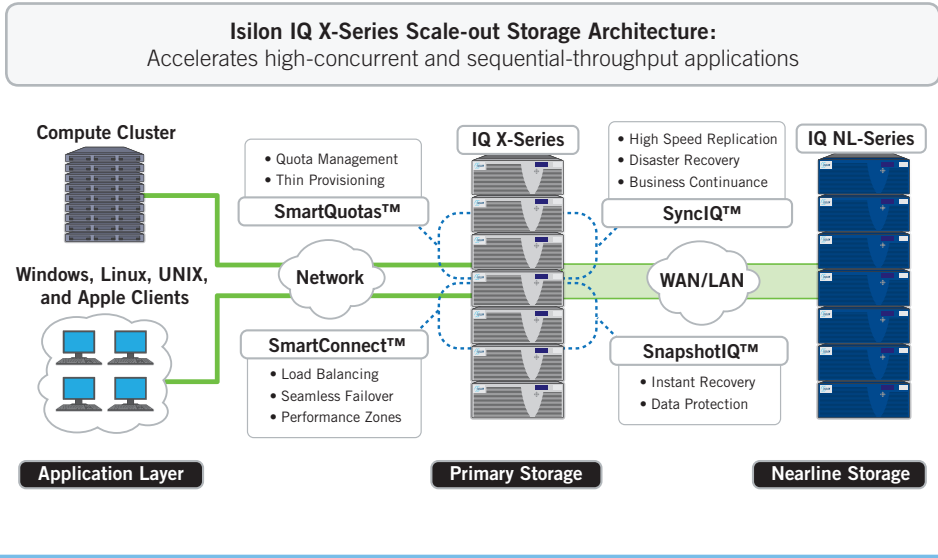 Isilon IQ X-Series Scale-out Storage Architecture:
Accelerates high-concurrent and sequential-throughput applications
Compute Cluster
• Quota Management
• Thin Provisioning
SmartQuotas™
IQ X-Series
• High Speed Replication
• Disaster Recovery
• Business Continuance
SyncIQ™
IQ NL-Series
Windows, Linux, UNIX,
and Apple Clients
Network
WAN/LAN
SmartConnect™
• Load Balancing
• Seamless Failover
• Performance Zones
SnapshotIQ™
• Instant Recovery
• Data Protection
Application Layer
Primary Storage
Nearline Storage